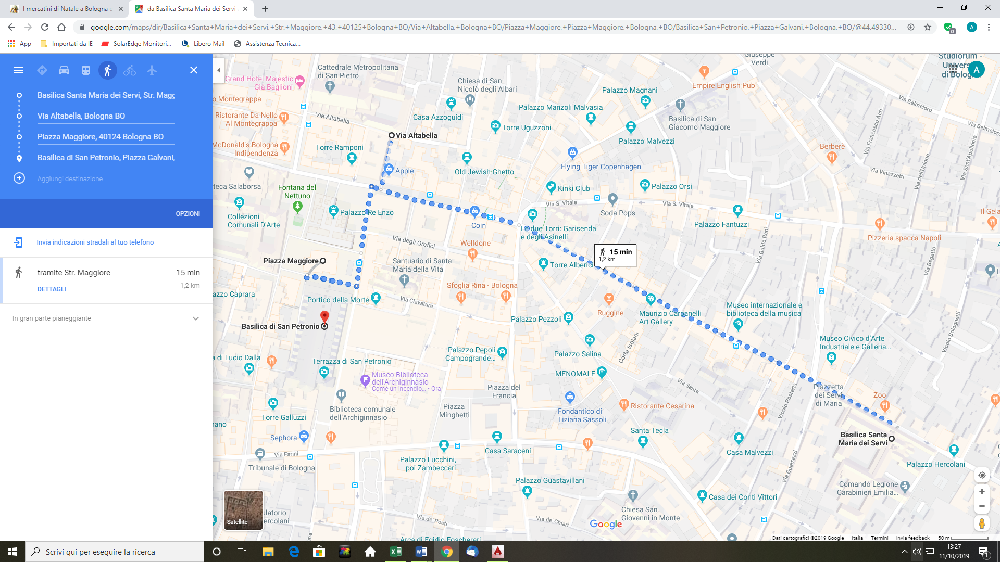 I mercatini di Natale a Bologna e
da Basilica Santa Maria dei Servi
google.com/maps/dir/Basilica+Santa+Maria+dei+Servi,+Str.+Maggiore,+43,+40125+Bologna+BO/Via+Altabella,+Bologna+BO/Piazza+Maggiore,+Piazza+Maggiore,+Bologna,+BO/Basilica+San+Petronio,+Piazza+Galvani,+Bologna,+BO/@44.49330...
0
A
App
Importati da IE
SolarEdge Monitori...
Libero Mail
Assistenza Tecnica...
Basilica Santa Maria dei Servi, Str. Magg
Via Altabella, Bologna BO
Piazza Maggiore, 40124 Bologna BO
Basilica di San Petronio, Piazza Galvani,
Aggiungi destinazione
OPZIONI
Invia indicazioni stradali al tuo telefono
tramite Str. Maggiore
15 min
DETTAGLI
1,2 km
In gran parte pianeggiante
Giuseppe
Verdi
Studiorum -
Univers
di Bologna
A
Cattedrale Metropolitana
di San Pietro
Grand Hotel Majestic
Già Baglioni
Chiesa di San
Nicolò degli Albari
Empire English Pub
Palazzo Magnani
o Montegrappa
Via Belmeloro
Casa Azzoguidi
Palazzo Manzoli Malvasia
Ristorante Da Nello
Al Montegrappa
Via Altabella
Torre Uguzzoni
Basilica di San
Giacomo Maggiore
Via Francesco Acri
Via Belmeloro
Via Altabella
Palazzo Malvezzi
McDonald's Bologna
Indipendenza
Torre Ramponi
Berberè
Via Sant'Apollonia
Via dell'Unione
Via Vinazzetti
Apple
Old Jewish Ghetto
Flying Tiger Copenhagen
teca Salaborsa
Fontana del
Nettuno
Kinki Club
Palazzo Orsi
Via S. Vitale
Via S. Vitale
Collezioni
Comunali D'Arte
Palazzo Re Enzo
Coin
Soda Pops
Palazzo Fantuzzi
Il Gela
Le due Torri: Garisenda
e degli Asinelli
Via degli Orefici
Welldone
Pizzeria spacca Napoli
Via Guido Reni
Via Begatto
15 min
1,2 km
Piazza Maggiore
Santuario di Santa
Maria della Vita
Torre Alberici
azzo Caprara
Sfoglia Rina - Bologna
Portico della Morte
Via Clavature
Ruggine
Maurizio Carpanelli
Art Gallery
Museo internazionale e
biblioteca della musica
Palazzo Pezzoli
Via Bolognetti
Basilica di San Petronio
Corte Isolani
Museo Civico d'Arte
Industriale e Galleria...
Palazzo Pepoli
Campogrande...
Palazzo Salina
a di Lucio Dalla
Terrazza di San Petronio
Museo Biblioteca
dell'Archiginnasio
Come un incendio... • Ora
MENOMALE
Vicolo Bolognetti
Via Santa
Piazza del
Francia
Piazzetta
dei Servi
di Maria
Zoo
Vicolo Posterla
Biblioteca comunale
dell'Archiginnasio
Piazza
Minghetti
Fondantico di
Tiziana Sassoli
Ristorante Cesarina
Torre Galluzzi
mano
Sephora
Santa Tecla
Basilica Santa
Maria dei Servi
Via Farini
Casa Saraceni
Casa Malvezzi
Palazzo Hercolani
Palazzo Lucchini,
poi Zambeccari
Tribunale di Bologna
Via Guerrazzi
Palazzo Guastavillani
Comando Legione
Carabinieri Emilia...
Casa dei Conti Vittori
Chiesa San
Giovanni in Monte
ulatorio
ercolani
Satellite
Via de' Poeti
Via de' Chiari
Google
Arca di Egidio Foscherari
Dati cartografici ©2019 Google
Italia
Termini
Invia feedback
50 m
Scrivi qui per eseguire la ricerca
13:27
11/10/2019
1